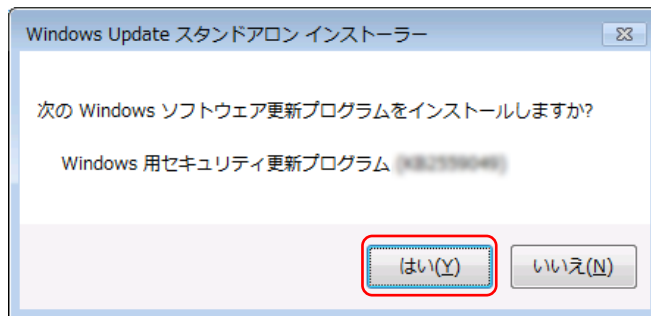 Windows Update スタンドアロン インストーラー
次の Windows ソフトウェア更新プログラムをインストールしますか?
Windows 用セキュリティ更新プログラム
はい(Y)
いいえ(N)